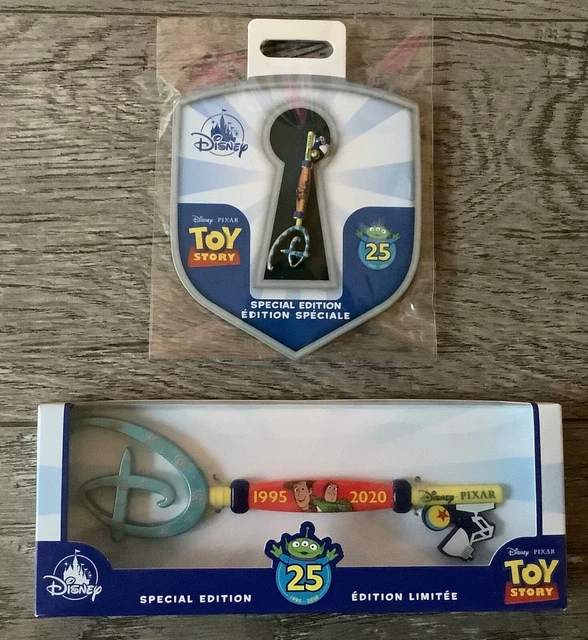 Disney
Disney PIXAR
TOY
STORY
25
SPECIAL EDITION
ÉDITION SPÉCIALE
1995 2020
Disney · PIXAR
25
Disney
SPECIAL EDITION
ÉDITION LIMITÉE
Disney PIXAR
TOY
STORY